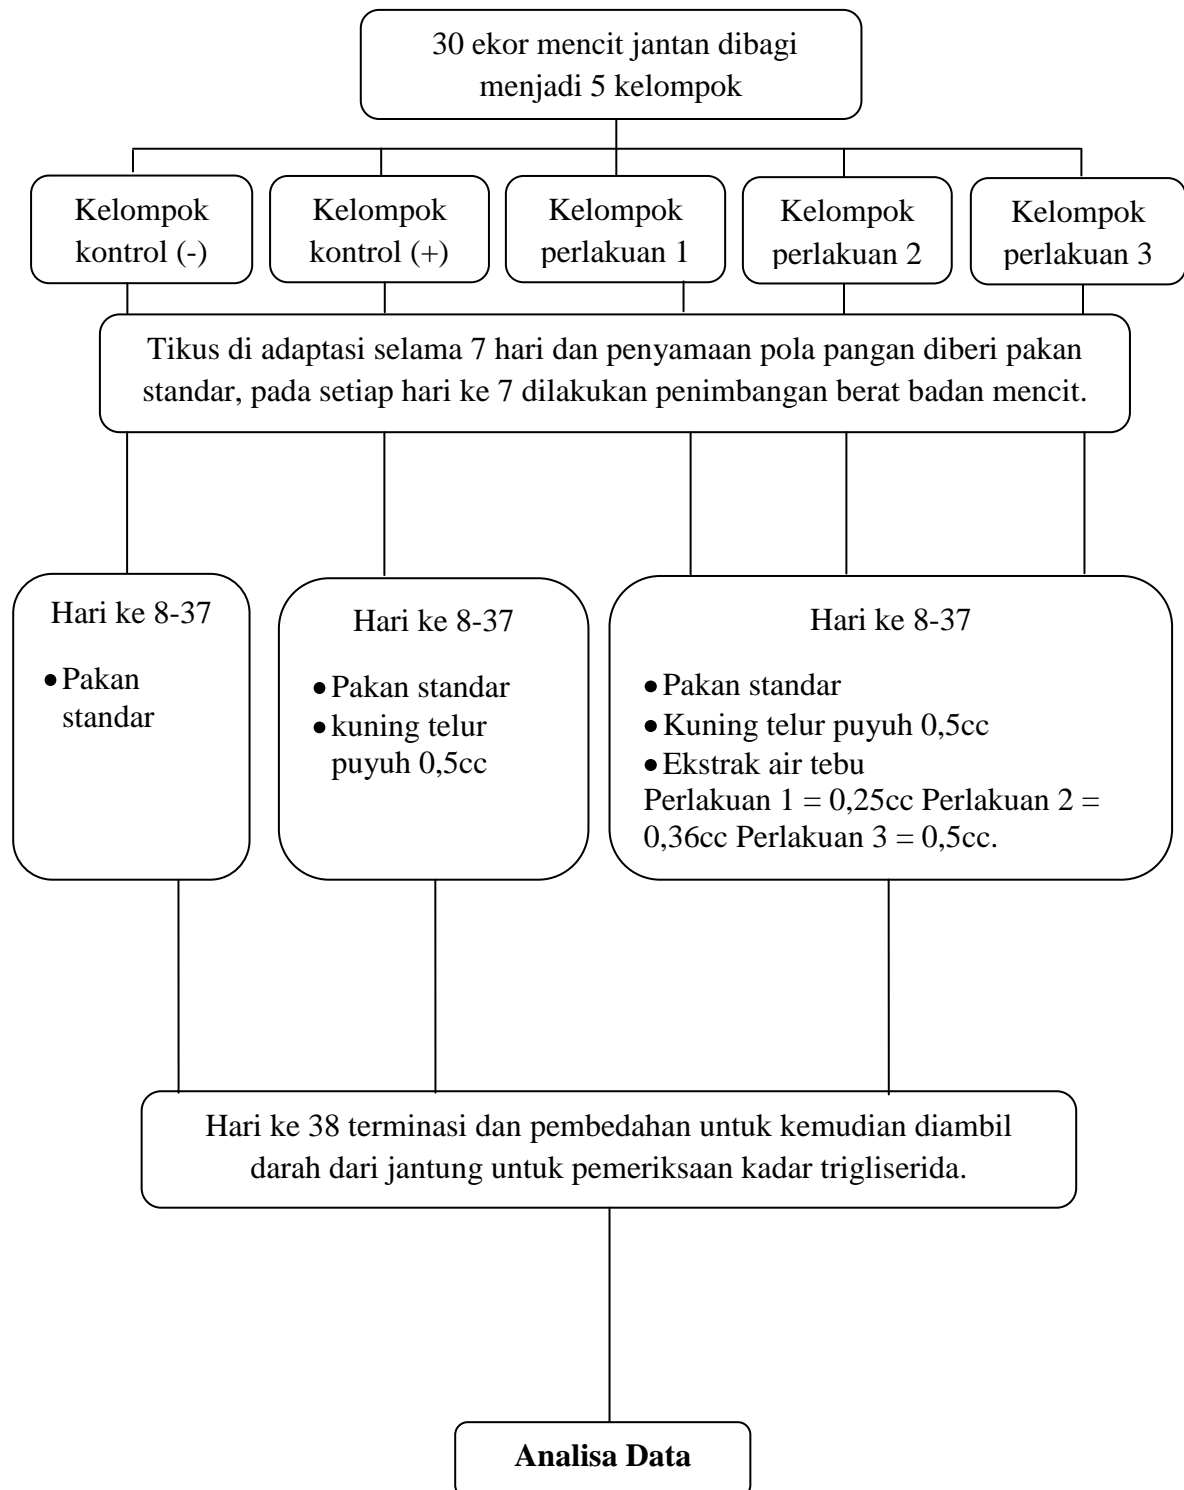 30 ekor mencit jantan dibagi
menjadi 5 kelompok
Kelompok
kontrol (-)
Kelompok
kontrol (+)
Kelompok
perlakuan 1
Kelompok
perlakuan 2
Kelompok
perlakuan 3
Tikus di adaptasi selama 7 hari dan penyamaan pola pangan diberi pakan
standar, pada setiap hari ke 7 dilakukan penimbangan berat badan mencit.
Hari ke 8-37
•Pakan
standar
Hari ke 8-37
•Pakan standar
•kuning telur
puyuh 0,5cc
Hari ke 8-37
•Pakan standar
•Kuning telur puyuh 0,5cc
•Ekstrak air tebu
Perlakuan 1 = 0,25cc Perlakuan 2 =
0,36cc Perlakuan 3 = 0,5cc.
Hari ke 38 terminasi dan pembedahan untuk kemudian diambil
darah dari jantung untuk pemeriksaan kadar trigliserida.
Analisa Data